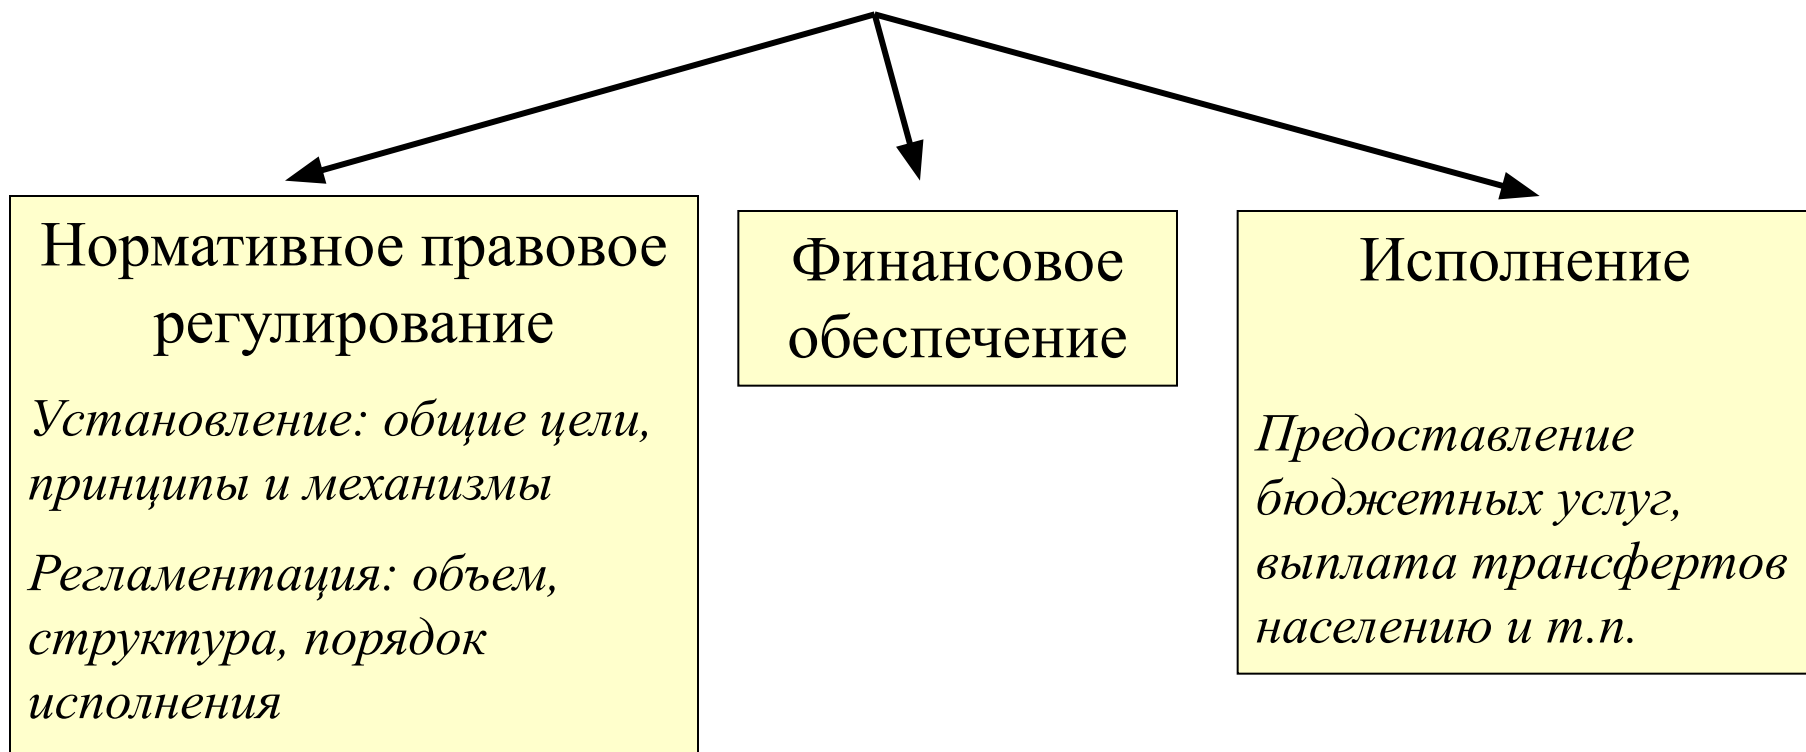 Нормативное правовое
регулирование
Установление: общие цели,
принципы и механизмы
Регламентация: объем,
структура, порядок
исполнения
Финансовое
обеспечение
Исполнение
Предоставление
бюджетных услуг,
выплата трансфертов
населению и т.п.